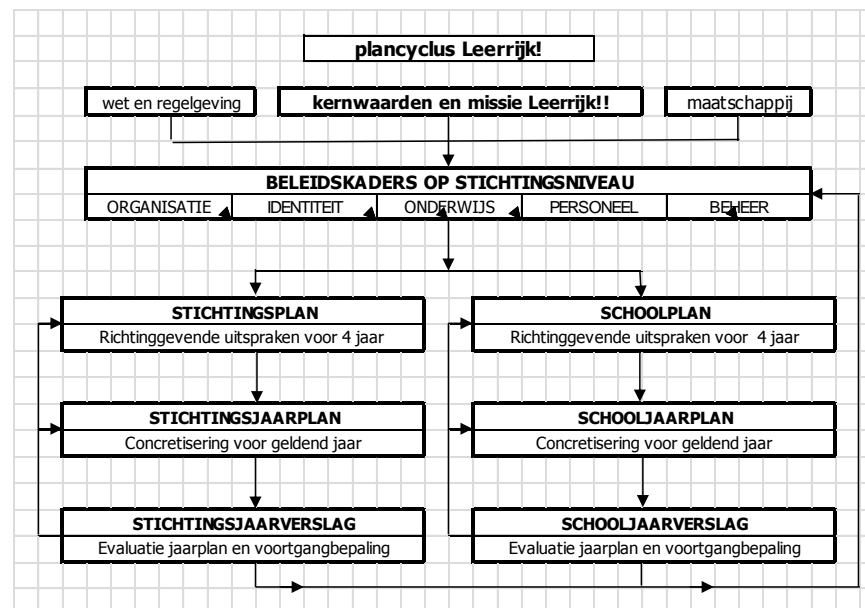 plancyclus Leerrijk!
wet en regelgeving
kernwaarden en missie Leerrijk!!
maatschappij
BELEIDSKADERS OP STICHTINGSNIVEAU
ORGANISATIE IDENTITEIT ONDERWIJS PERSONEEL BEHEER
STICHTINGSPLAN
Richtinggevende uitspraken voor 4 jaar
SCHOOLPLAN
Richtinggevende uitspraken voor 4 jaar
STICHTINGSJAARPLAN
Concretisering voor geldend jaar
SCHOOLJAARPLAN
Concretisering voor geldend jaar
STICHTINGSJAARVERSLAG
Evaluatie jaarplan en voortgangbepaling
SCHOOLJAARVERSLAG
Evaluatie jaarplan en voortgangbepaling